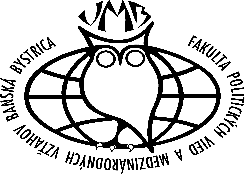 UMB
FAKULTA POLITICKÝCH VIED A MEDZINÁRODNÝCH VZŤAHOV BANSKÁ BYSTRICA